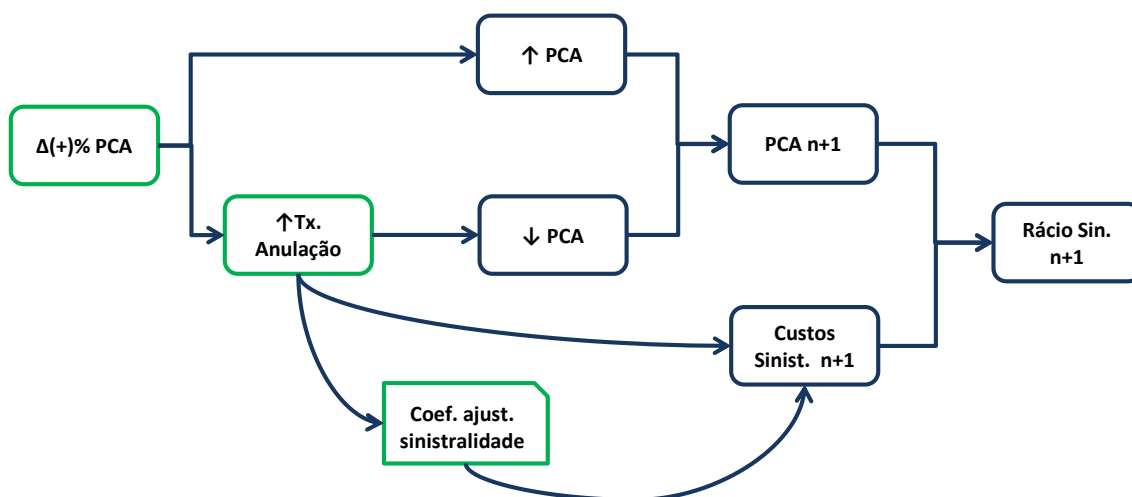 ↑ PCA
Δ(+)% PCA
PCA n+1
↑Tx.
Anulação
↓ PCA
Rácio Sin.
n+1
Custos
Sinist. n+1
Coef. ajust.
sinistralidade